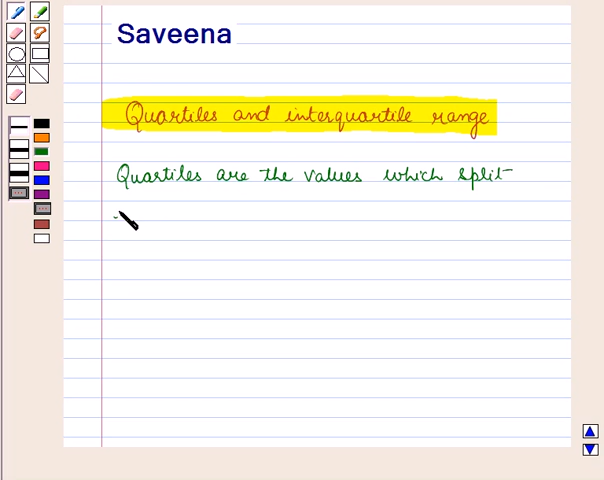 Saveena
Quartiles and interquartile range
Quartiles are the values which split